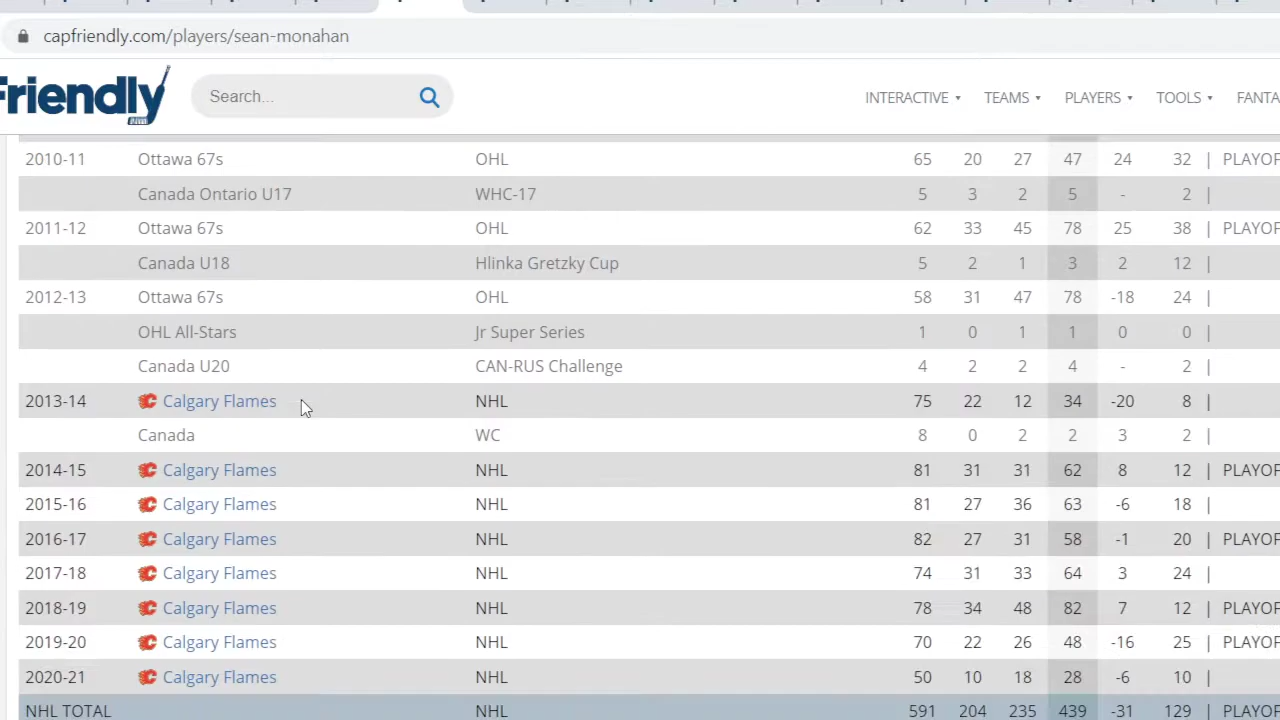 capfriendly.com/players/sean-monahan
Friendly
Search...
INTERACTIVE ▾ TEAMS ▾ PLAYERS ▾ TOOLS ▾ FANTA
2010-11 Ottawa 67s OHL 65 20 27 47 24 32 | PLAYOF
Canada Ontario U17 WHC-17 5 3 2 5 - 2 |
2011-12 Ottawa 67s OHL 62 33 45 78 25 38 | PLAYOF
Canada U18 Hlinka Gretzky Cup 5 2 1 3 2 12 |
2012-13 Ottawa 67s OHL 58 31 47 78 -18 24 |
OHL All-Stars Jr Super Series 1 0 1 1 0 0 |
Canada U20 CAN-RUS Challenge 4 2 2 4 - 2 |
2013-14 Calgary Flames NHL 75 22 12 34 -20 8 |
Canada WC 8 0 2 2 3 2 |
2014-15 Calgary Flames NHL 81 31 31 62 8 12 | PLAYOF
2015-16 Calgary Flames NHL 81 27 36 63 -6 18 |
2016-17 Calgary Flames NHL 82 27 31 58 -1 20 | PLAYOF
2017-18 Calgary Flames NHL 74 31 33 64 3 24 |
2018-19 Calgary Flames NHL 78 34 48 82 7 12 | PLAYOF
2019-20 Calgary Flames NHL 70 22 26 48 -16 25 | PLAYOF
2020-21 Calgary Flames NHL 50 10 18 28 -6 10 |
NHL TOTAL NHL 591 204 235 439 -31 129 | PLAYOF